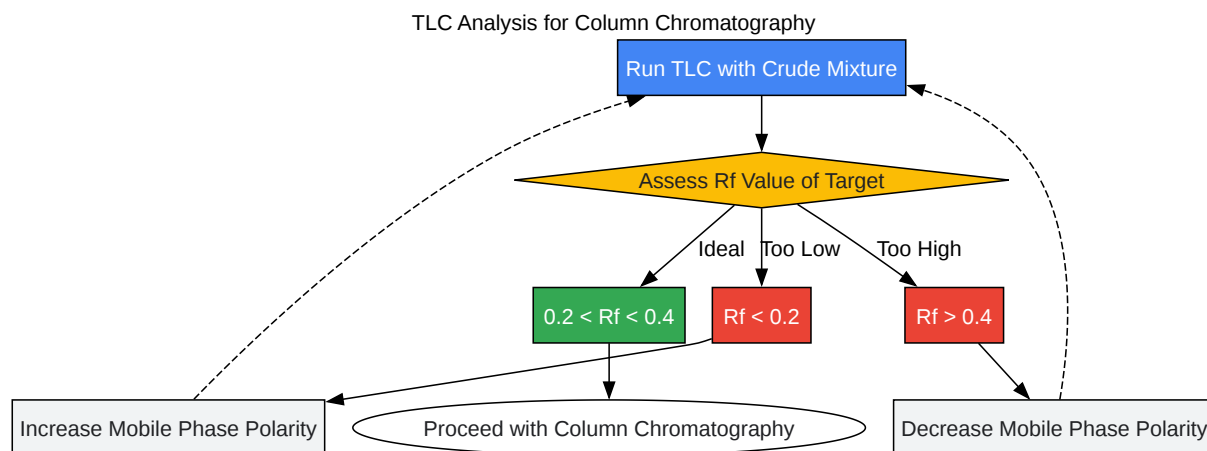 TLC Analysis for Column Chromatography
Run TLC with Crude Mixture
Assess Rf Value of Target
Ideal
Too Low
Too High
0.2 < Rf < 0.4
Rf < 0.2
Rf > 0.4
Increase Mobile Phase Polarity
Proceed with Column Chromatography
Decrease Mobile Phase Polarity